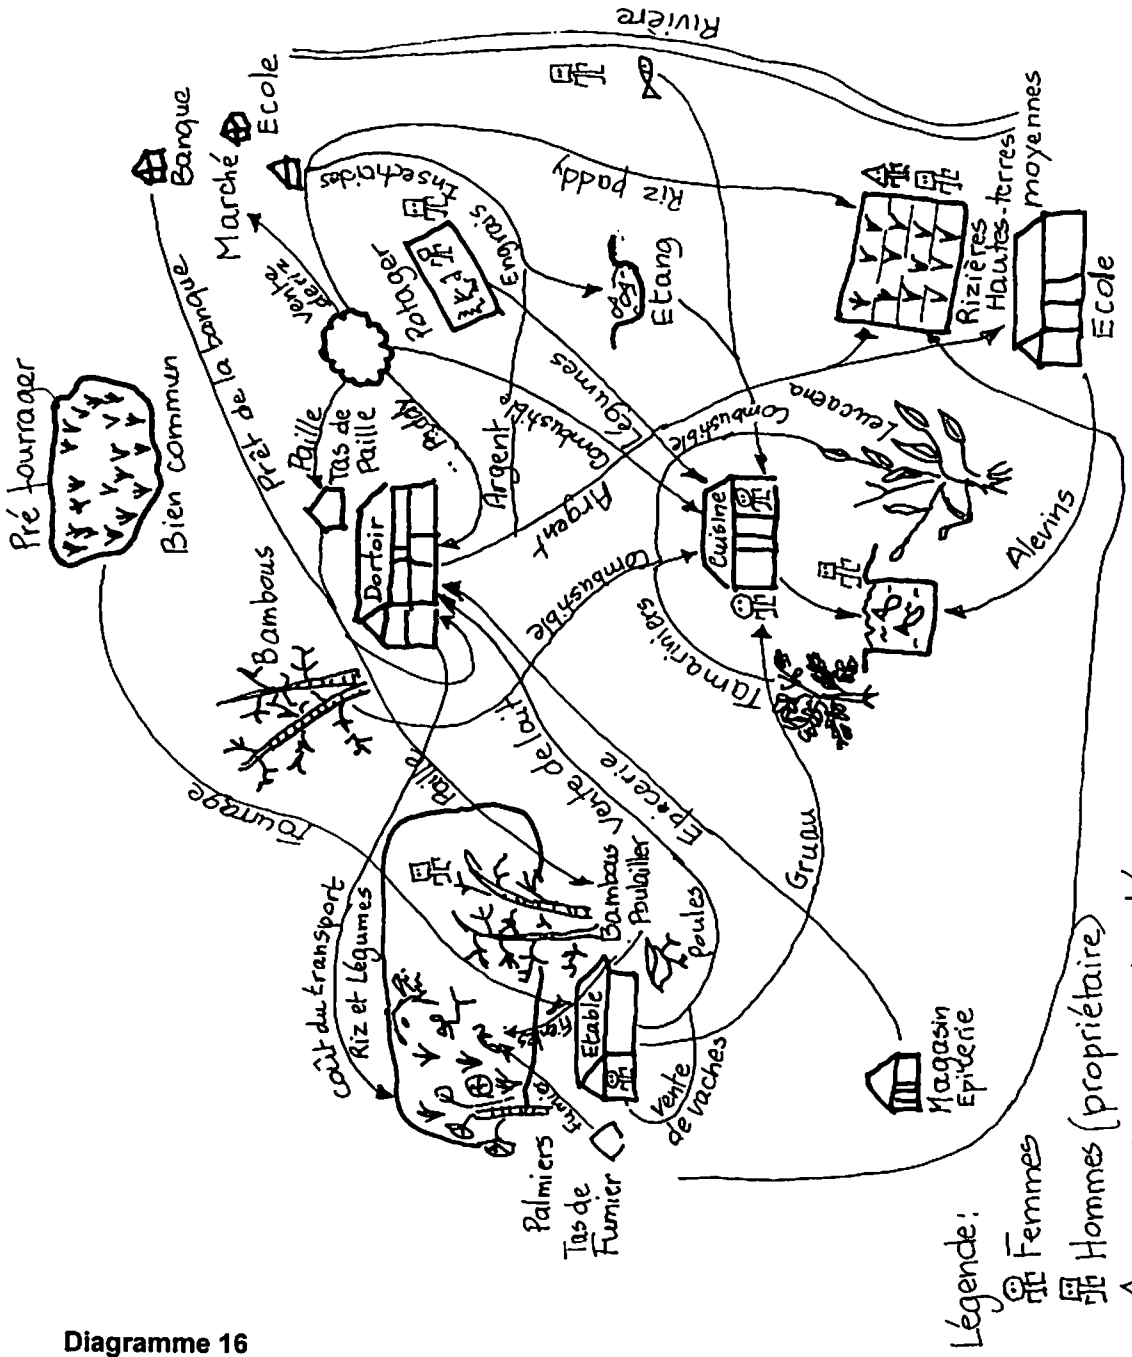 Diagramme 16
Pré fourrager
Bien commun
Banque
Marché
Ecole
Rivière
Prêt de la banque
Vente
de riz
Insecticides
Engrais
Riz paddy
Potager
Etang
Rizières
Hautes-terres
moyennes
Ecole
Paille
Tas de
Paille
Paddy
Argent
Combustible
Légumes
Dortoir
Argent
Combustible
Leucaena
Bambous
Combustible
Cuisine
Alevins
Tamariniers
Fourrage
Paille
Vente de lait
Epicerie
Gruau
Coût du transport
Riz et Légumes
Bambous
Poulailler
Poules
Etable
Fumier
Vente
de vaches
Palmiers
Tas de
Fumier
Magasin
Epicerie
Légende:
Femmes
Hommes (propriétaire)